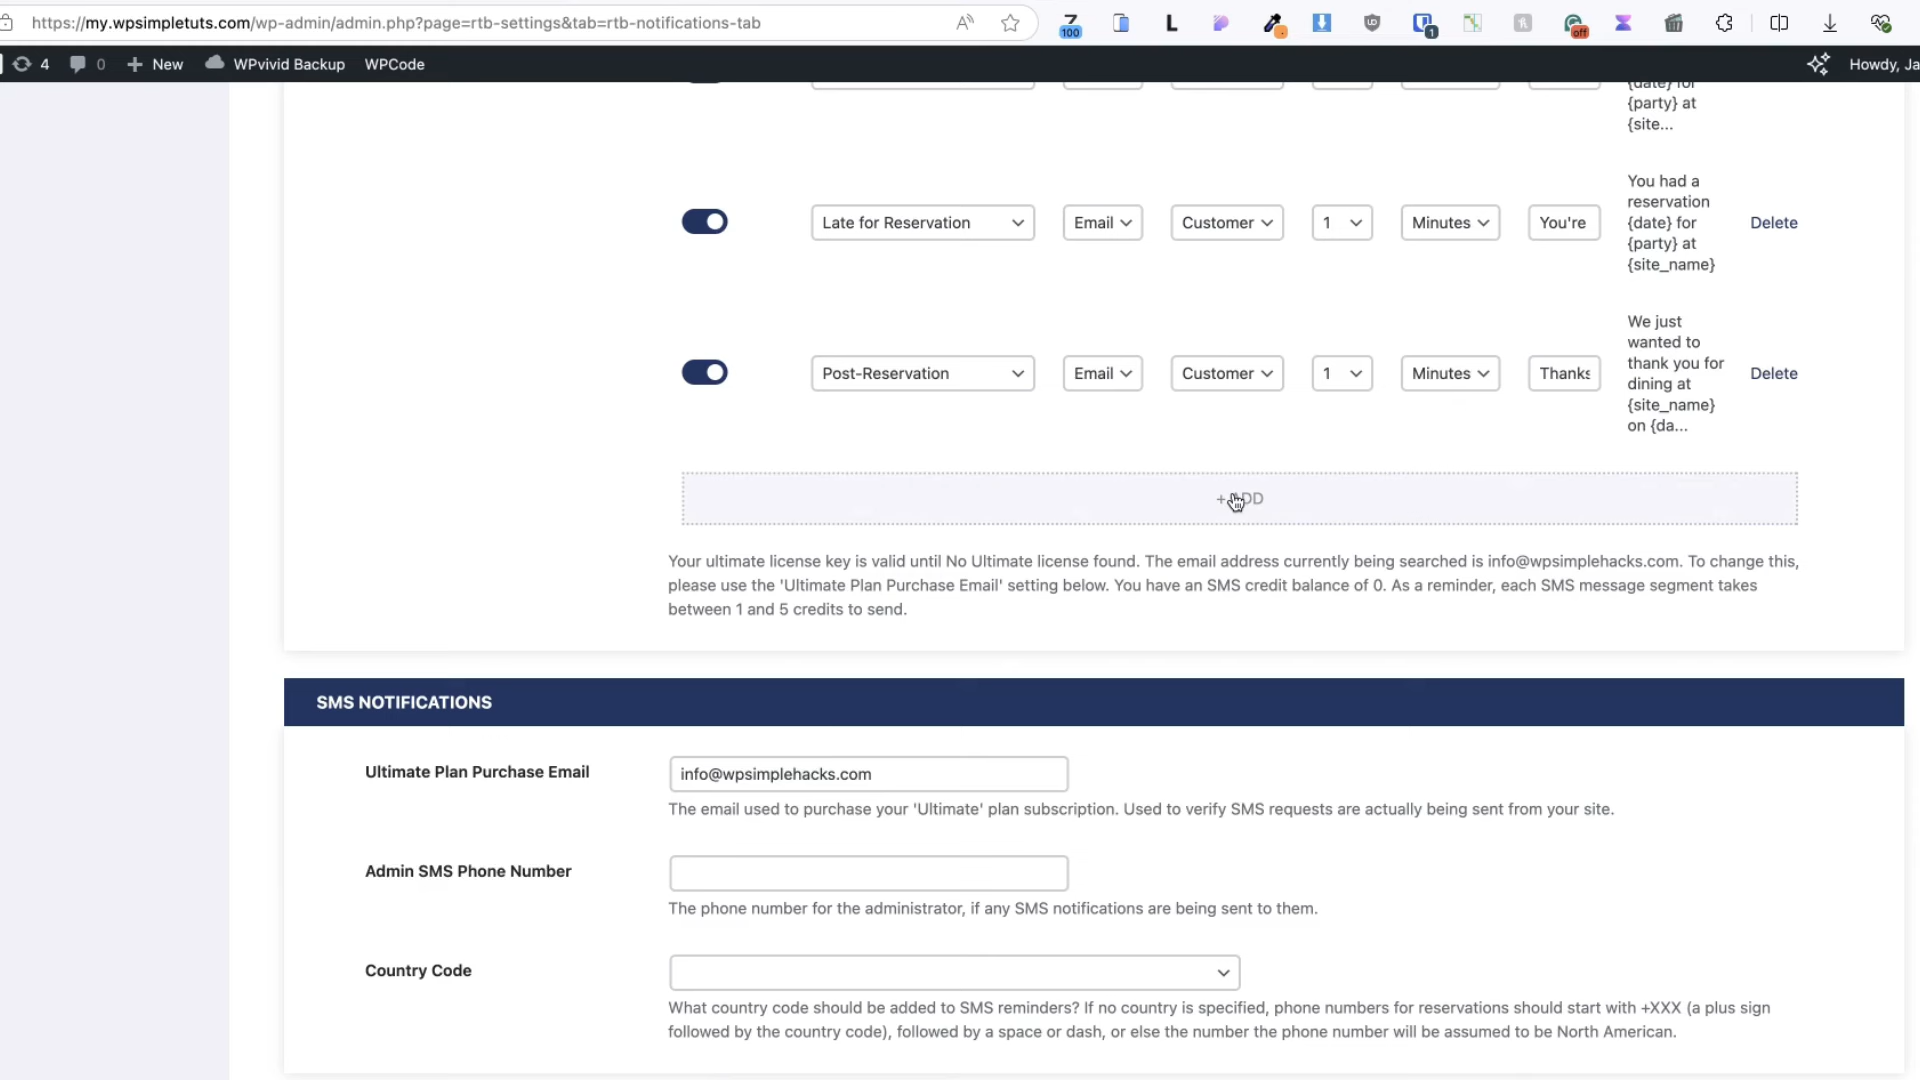 https://my.wpsimpletuts.com/wp-admin/admin.php?page=rtb-settings&tab=rtb-notifications-tab
100
L
1
off
4
0
+ New
WPvivid Backup
WPCode
Howdy, Ja
{date} for
{party} at
{site...
Late for Reservation
Email
Customer
1
Minutes
You're
You had a
reservation
{date} for
{party} at
{site_name}
Delete
Post-Reservation
Email
Customer
1
Minutes
Thanks
We just
wanted to
thank you for
dining at
{site_name}
on {da...
Delete
Your ultimate license key is valid until No Ultimate license found. The email address currently being searched is info@wpsimplehacks.com. To change this,
please use the 'Ultimate Plan Purchase Email' setting below. You have an SMS credit balance of 0. As a reminder, each SMS message segment takes
between 1 and 5 credits to send.
SMS NOTIFICATIONS
Ultimate Plan Purchase Email
info@wpsimplehacks.com
The email used to purchase your 'Ultimate' plan subscription. Used to verify SMS requests are actually being sent from your site.
Admin SMS Phone Number
The phone number for the administrator, if any SMS notifications are being sent to them.
Country Code
What country code should be added to SMS reminders? If no country is specified, phone numbers for reservations should start with +XXX (a plus sign
followed by the country code), followed by a space or dash, or else the number the phone number will be assumed to be North American.